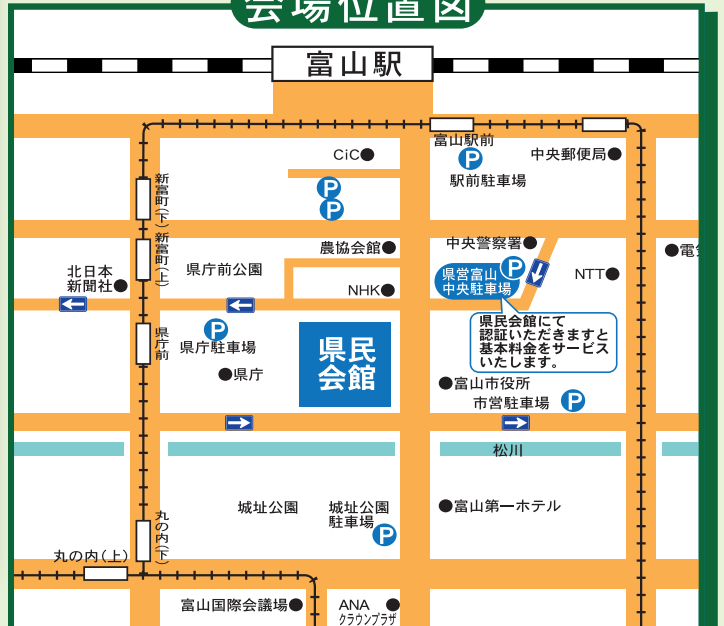 会場位置図
富山駅
富山駅前
CiC
P
中央郵便局
駅前駐車場
P
P
新富町(下)
新富町(上)
農協会館
中央警察署
電気
北日本
新聞社
県庁前公園
NHK
県営富山
中央駐車場
P
NTT
県庁前
P
県庁駐車場
県民
会館
県民会館にて
認証いただきますと
基本料金をサービス
いたします。
県庁
富山市役所
市営駐車場
P
松川
城址公園
城址公園
駐車場
P
富山第一ホテル
丸の内(下)
丸の内(上)
富山国際会議場
ANA
クラウンプラザ